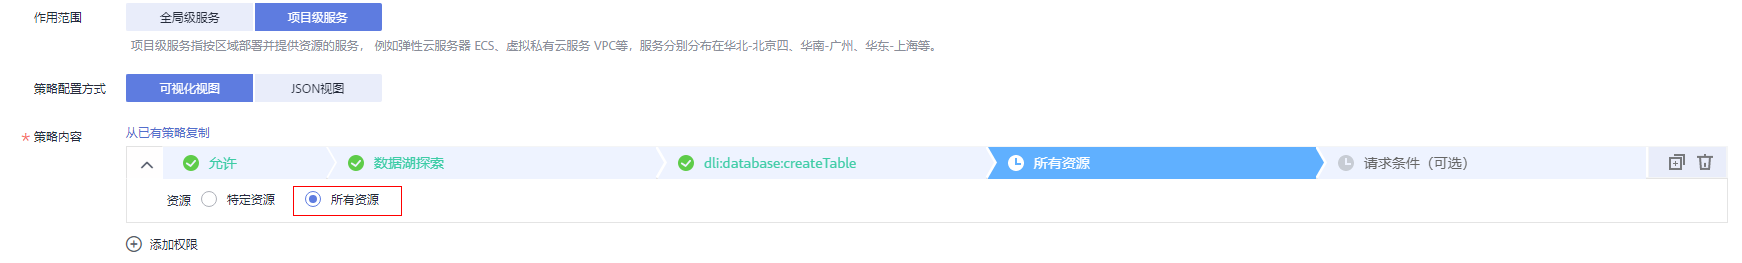 作用范围 全局级服务 项目级服务
项目级服务指按区域部署并提供资源的服务， 例如弹性云服务器 ECS、虚拟私有云服务 VPC等，服务分别分布在华北-北京四、华南-广州、华东-上海等。
策略配置方式 可视化视图 JSON视图
* 策略内容 从已有策略复制
允许 数据湖探索 dli:database:createTable 所有资源 请求条件（可选）
资源 特定资源 所有资源
添加权限